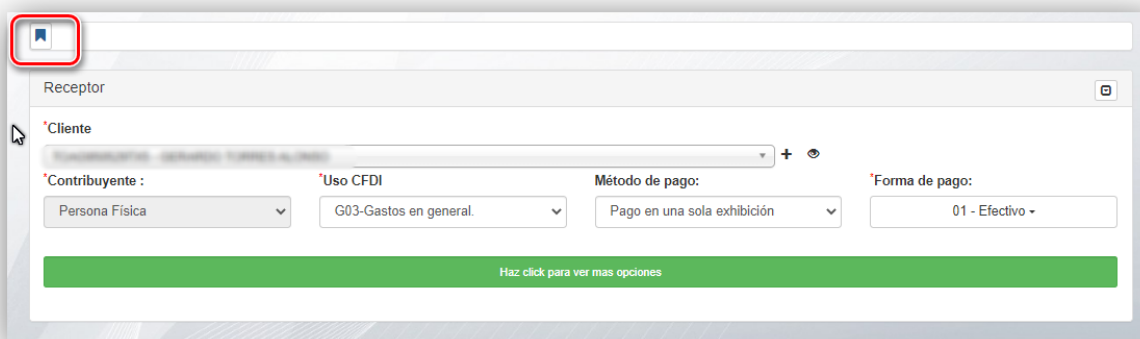 Receptor
*Cliente
*Contribuyente : *Uso CFDI Método de pago: *Forma de pago:
Persona Física G03-Gastos en general. Pago en una sola exhibición 01 - Efectivo
Haz click para ver mas opciones